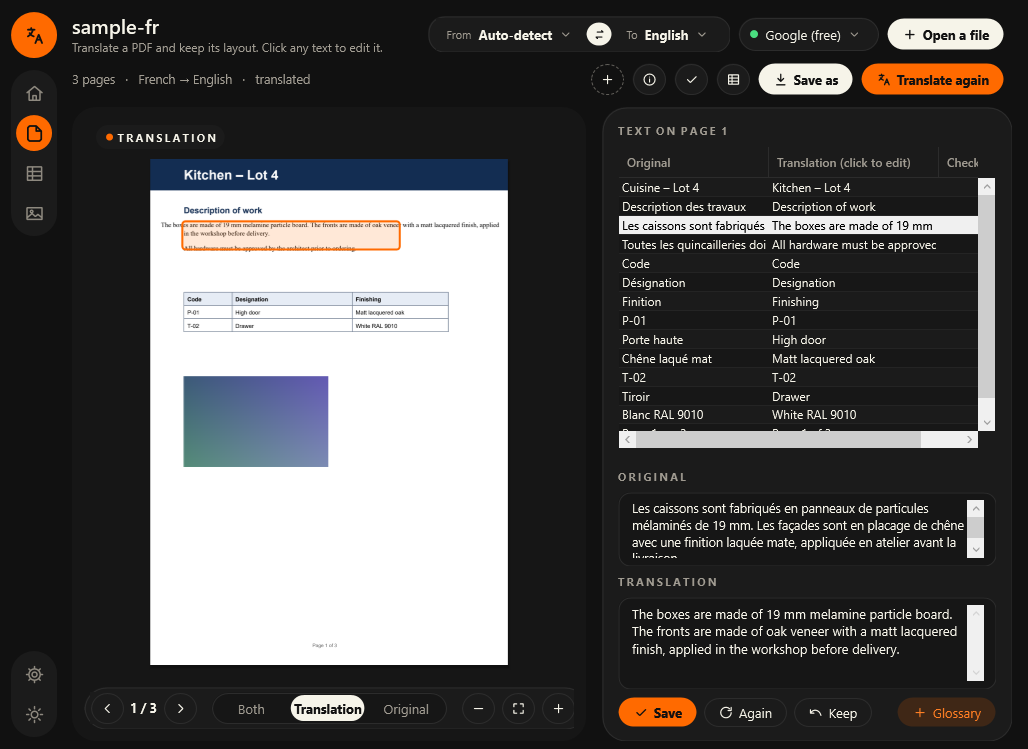 sample-fr
Translate a PDF and keep its layout. Click any text to edit it.
From Auto-detect To English
Google (free)
+ Open a file
3 pages · French → English · translated
Save as
Translate again
TRANSLATION
Kitchen – Lot 4
Description of work
The boxes are made of 19 mm melamine particle board. The fronts are made of oak veneer with a matt lacquered finish, applied
in the workshop before delivery.
All hardware must be approved by the architect prior to ordering.
Code Designation Finishing
P-01 High door Matt lacquered oak
T-02 Drawer White RAL 9010
Page 1 of 3
1 / 3
Both Translation Original
TEXT ON PAGE 1
Original Translation (click to edit) Check
Cuisine – Lot 4 Kitchen – Lot 4
Description des travaux Description of work
Les caissons sont fabriqués The boxes are made of 19 mm
Toutes les quincailleries doi All hardware must be approvec
Code Code
Désignation Designation
Finition Finishing
P-01 P-01
Porte haute High door
Chêne laqué mat Matt lacquered oak
T-02 T-02
Tiroir Drawer
Blanc RAL 9010 White RAL 9010
ORIGINAL
Les caissons sont fabriqués en panneaux de particules
mélaminés de 19 mm. Les façades sont en placage de chêne
avec une finition laquée mate, appliquée en atelier avant la
livraison.
TRANSLATION
The boxes are made of 19 mm melamine particle board.
The fronts are made of oak veneer with a matt lacquered
finish, applied in the workshop before delivery.
Save
Again
Keep
+ Glossary